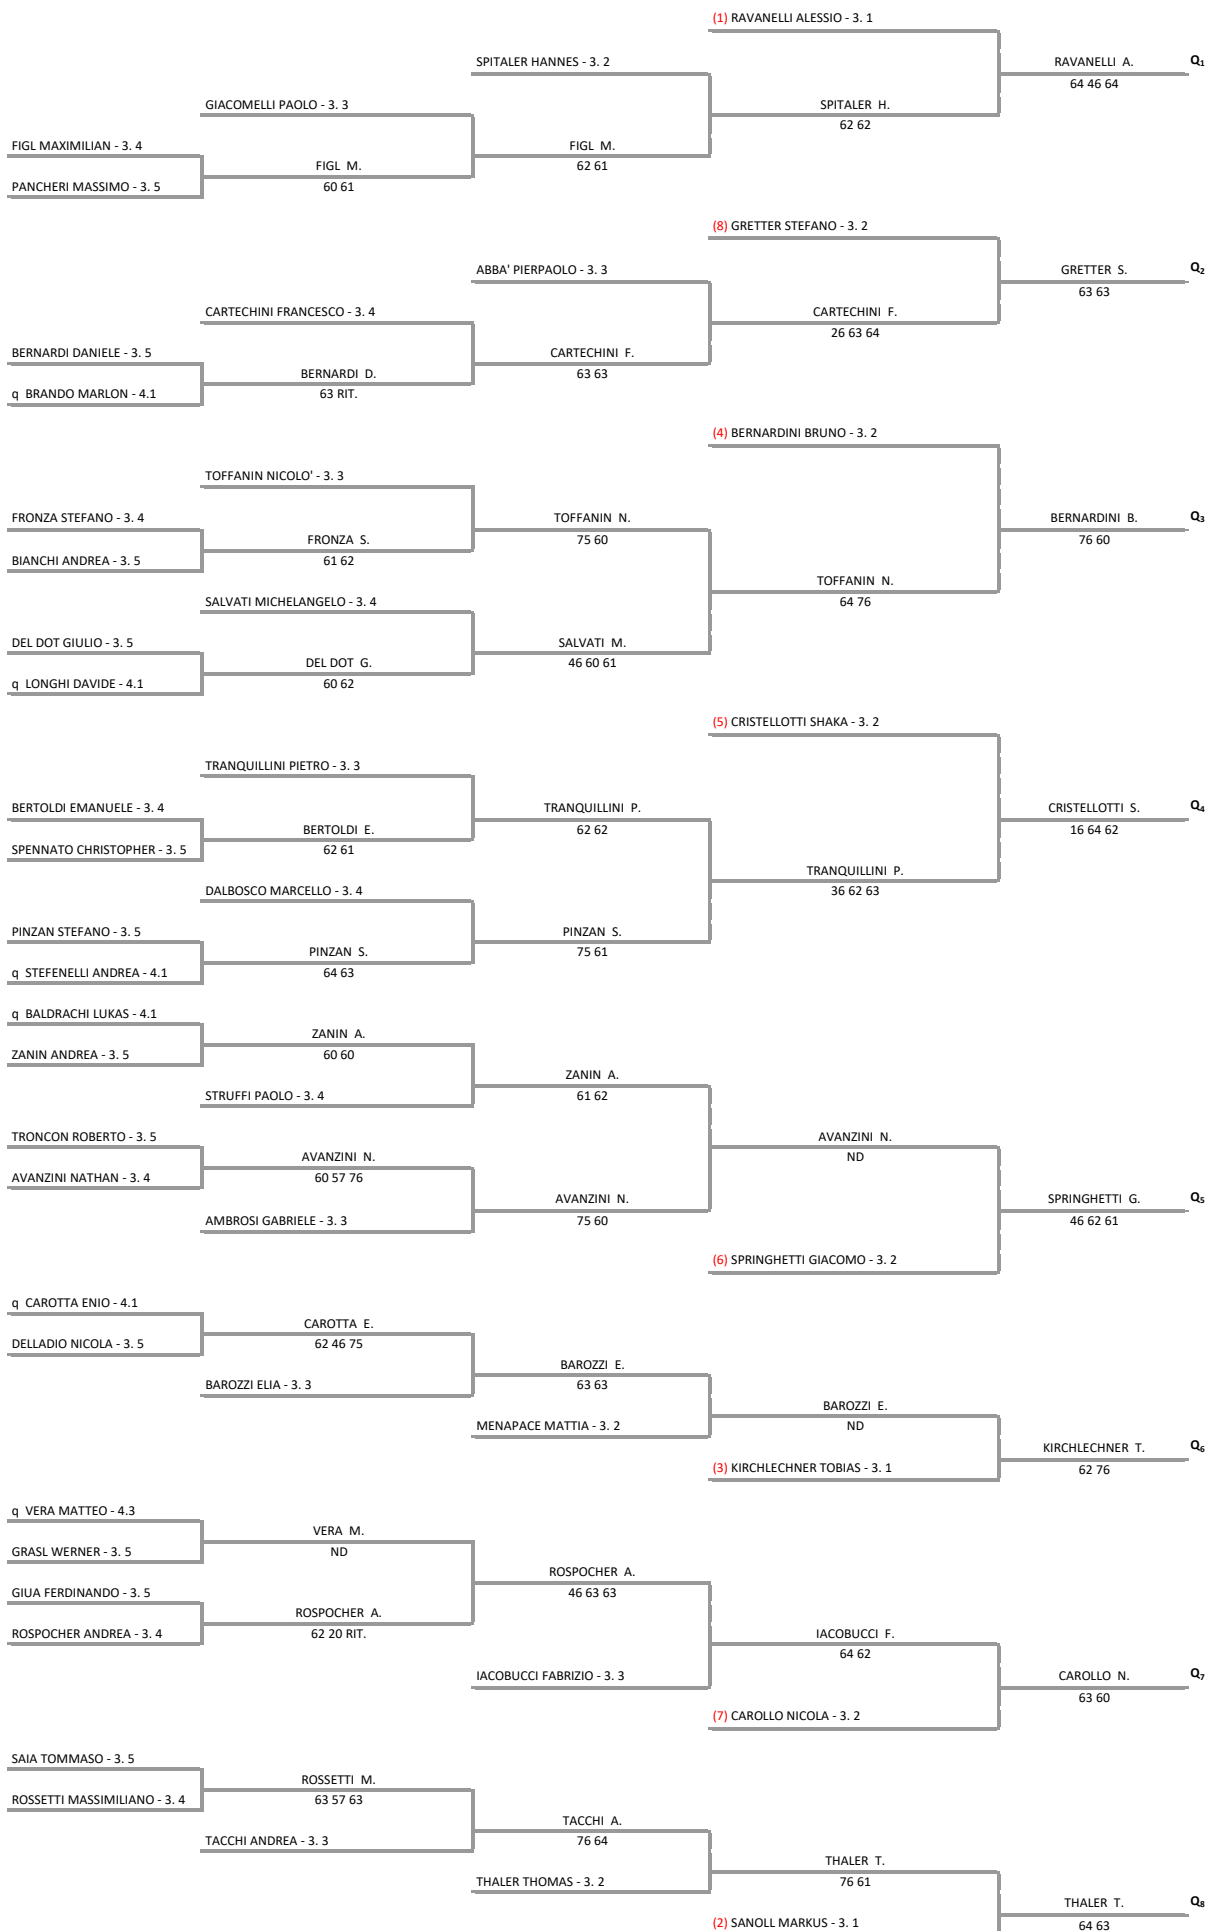 (1) RAVANELLI ALESSIO - 3. 1
SPITALER HANNES - 3. 2
RAVANELLI A.
Q1
64 46 64
GIACOMELLI PAOLO - 3. 3
SPITALER H.
62 62
FIGL MAXIMILIAN - 3. 4
FIGL M.
62 61
FIGL M.
60 61
PANCHERI MASSIMO - 3. 5
(8) GRETTER STEFANO - 3. 2
ABBA' PIERPAOLO - 3. 3
GRETTER S.
Q2
63 63
CARTECHINI FRANCESCO - 3. 4
CARTECHINI F.
26 63 64
BERNARDI DANIELE - 3. 5
CARTECHINI F.
63 63
BERNARDI D.
63 RIT.
q BRANDO MARLON - 4.1
(4) BERNARDINI BRUNO - 3. 2
TOFFANIN NICOLO' - 3. 3
FRONZA STEFANO - 3. 4
TOFFANIN N.
75 60
BERNARDINI B.
Q3
76 60
FRONZA S.
61 62
BIANCHI ANDREA - 3. 5
TOFFANIN N.
64 76
SALVATI MICHELANGELO - 3. 4
DEL DOT GIULIO - 3. 5
SALVATI M.
46 60 61
DEL DOT G.
60 62
q LONGHI DAVIDE - 4.1
(5) CRISTELLOTTI SHAKA - 3. 2
TRANQUILLINI PIETRO - 3. 3
BERTOLDI EMANUELE - 3. 4
TRANQUILLINI P.
62 62
CRISTELLOTTI S.
Q4
16 64 62
BERTOLDI E.
62 61
SPENNATO CHRISTOPHER - 3. 5
TRANQUILLINI P.
36 62 63
DALBOSCO MARCELLO - 3. 4
PINZAN STEFANO - 3. 5
PINZAN S.
75 61
PINZAN S.
64 63
q STEFENELLI ANDREA - 4.1
q BALDRACHI LUKAS - 4.1
ZANIN A.
60 60
ZANIN ANDREA - 3. 5
ZANIN A.
61 62
STRUFFI PAOLO - 3. 4
TRONCON ROBERTO - 3. 5
AVANZINI N.
ND
AVANZINI N.
60 57 76
AVANZINI NATHAN - 3. 4
AVANZINI N.
75 60
SPRINGHETTI G.
Q5
46 62 61
AMBROSI GABRIELE - 3. 3
(6) SPRINGHETTI GIACOMO - 3. 2
q CAROTTA ENIO - 4.1
CAROTTA E.
62 46 75
DELLADIO NICOLA - 3. 5
BAROZZI E.
63 63
BAROZZI ELIA - 3. 3
BAROZZI E.
ND
MENAPACE MATTIA - 3. 2
KIRCHLECHNER T.
Q6
62 76
(3) KIRCHLECHNER TOBIAS - 3. 1
q VERA MATTEO - 4.3
VERA M.
ND
GRASL WERNER - 3. 5
ROSPOCHER A.
46 63 63
GIUA FERDINANDO - 3. 5
ROSPOCHER A.
62 20 RIT.
ROSPOCHER ANDREA - 3. 4
IACOBUCCI F.
64 62
IACOBUCCI FABRIZIO - 3. 3
CAROLLO N.
Q7
63 60
(7) CAROLLO NICOLA - 3. 2
SAIA TOMMASO - 3. 5
ROSSETTI M.
63 57 63
ROSSETTI MASSIMILIANO - 3. 4
TACCHI A.
76 64
TACCHI ANDREA - 3. 3
THALER T.
76 61
THALER THOMAS - 3. 2
THALER T.
Q8
64 63
(2) SANOLL MARKUS - 3. 1